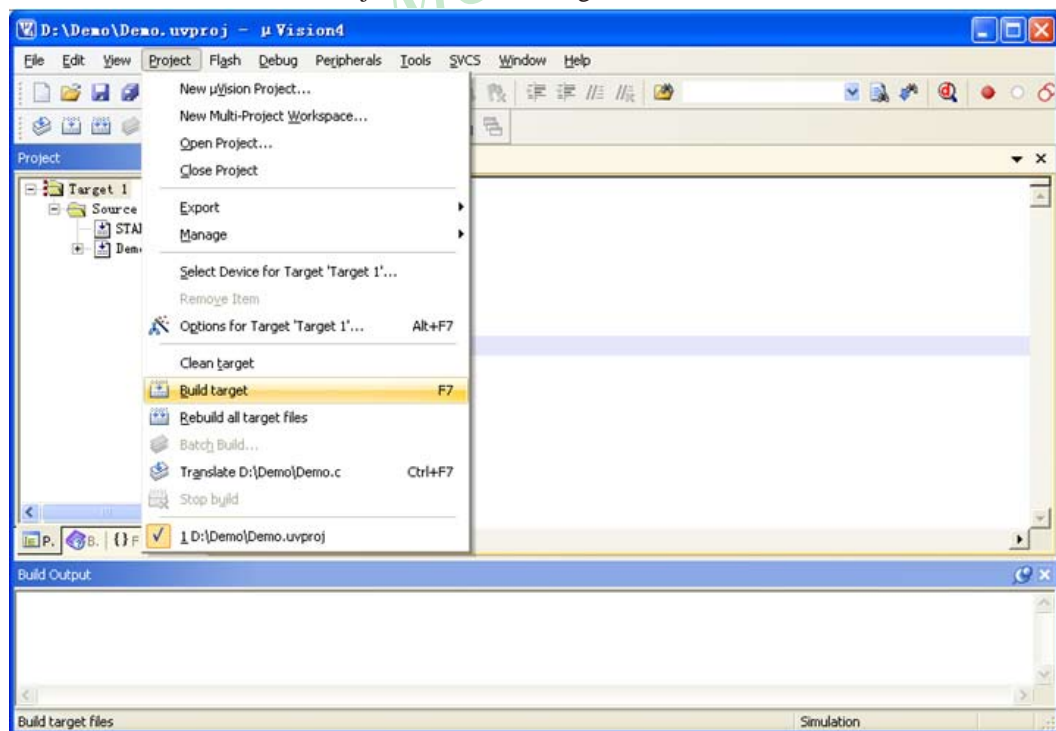 D:\Demo\Demo.uvproj - µVision4
File Edit View Project Flash Debug Peripherals Tools SVCS Window Help
Project
Target 1
Source
New µVision Project...
New Multi-Project Workspace...
Open Project...
Close Project
Export
Manage
Select Device for Target 'Target 1'...
Remove Item
Options for Target 'Target 1'... Alt+F7
Clean target
Build target F7
Rebuild all target files
Batch Build...
Translate D:\Demo\Demo.c Ctrl+F7
Stop build
1 D:\Demo\Demo.uvproj
P. B. {} F
Build Output
Build target files Simulation